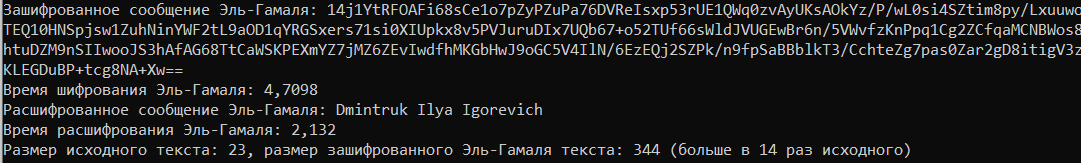 Зашифрованное сообщение Эль-Гамаля: 14j1YtRFOAFi68sCe1o7pZyPZuPa76DVReIsxp53rUE1QWq0zvAyUKsAOkYz/P/wL0si4SZtim8py/Lxuuwo
TEQ10HNSpjsw1ZuhNinYWF2tL9aOD1qYRGSxers71si0XIUpkx8v5PVJuruDIx7UQb67+o52TUf66sWldJVUGEwBr6n/5VWvfzKnPpq1Cg2ZCfqaMCNBWos8
htuDZM9nSIIwooJS3hAfAG68TtCaWSKPEXmYZ7jMZ6ZEvIwdfhMKGbHwJ9oGC5V4IlN/6EzEQj2SZPk/n9fpSaBBblkT3/CchteZg7pas0Zar2gD8itigV3z
KLEGDuBP+tcg8NA+Xw==
Время шифрования Эль-Гамаля: 4,7098
Расшифрованное сообщение Эль-Гамаля: Dmintruk Ilya Igorevich
Время расшифрования Эль-Гамаля: 2,132
Размер исходного текста: 23, размер зашифрованного Эль-Гамаля текста: 344 (больше в 14 раз исходного)